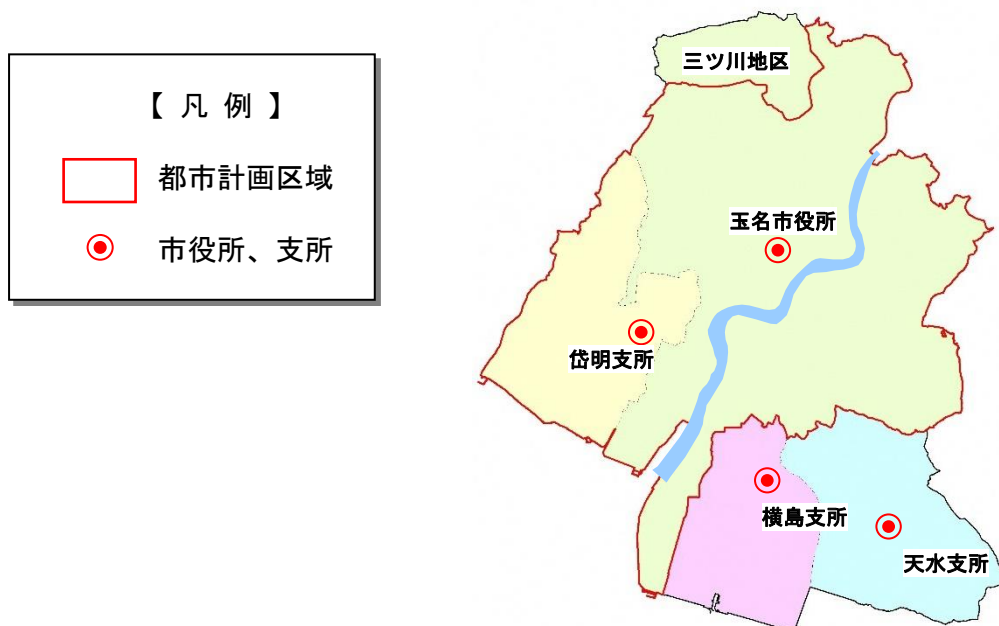 【 凡 例 】
都市計画区域
市役所、支所
三ツ川地区
玉名市役所
岱明支所
横島支所
天水支所